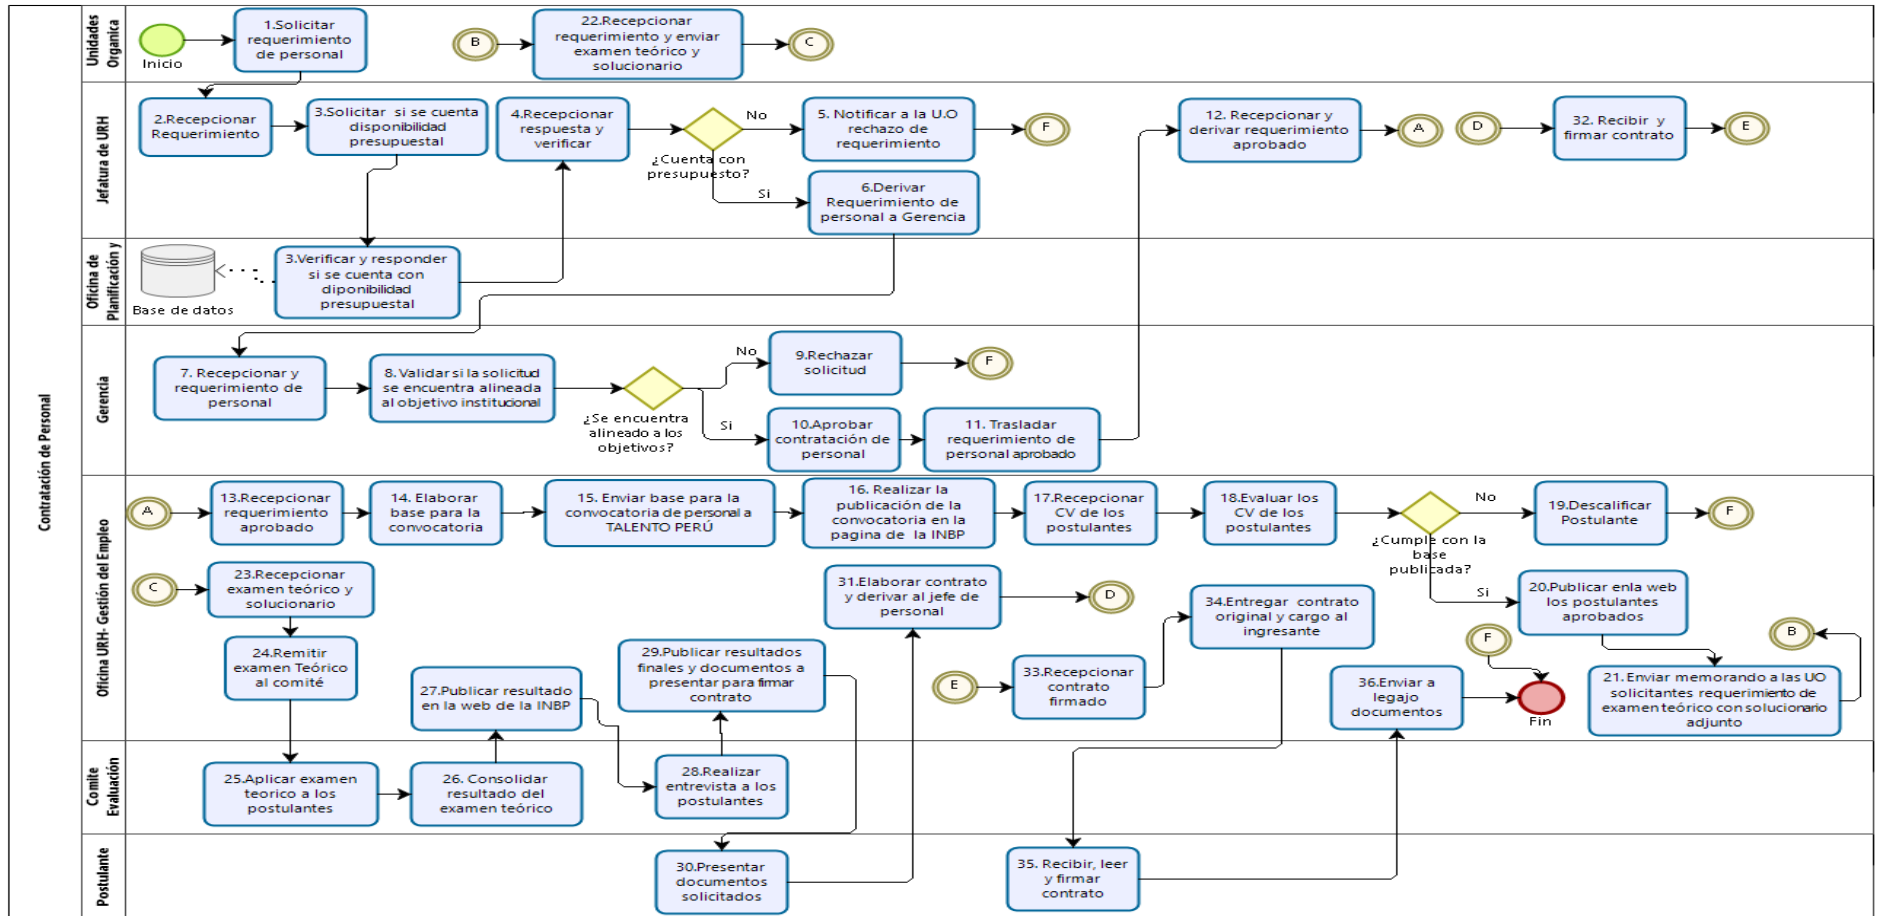 Contratación de Personal
Unidades
Organica
Inicio
1.Solicitar
requerimiento
de personal
B
22.Recepcionar
requerimiento y enviar
examen teórico y
solucionario
C
Jefatura de URH
2.Recepcionar
Requerimiento
3.Solicitar si se cuenta
disponibilidad
presupuestal
4.Recepcionar
respuesta y
verificar
¿Cuenta con
presupuesto?
No
5. Notificar a la U.O
rechazo de
requerimiento
F
Si
6.Derivar
Requerimiento de
personal a Gerencia
12. Recepcionar y
derivar requerimiento
aprobado
A
D
32. Recibir y
firmar contrato
E
Oficina de
Planificación y
Base de datos
3.Verificar y responder
si se cuenta con
diponibilidad
presupuestal
Gerencia
7. Recepcionar y
requerimiento de
personal
8. Validar si la solicitud
se encuentra alineada
al objetivo institucional
¿Se encuentra
alineado a los
objetivos?
No
9.Rechazar
solicitud
F
Si
10.Aprobar
contratación de
personal
11. Trasladar
requerimiento de
personal aprobado
Oficina URH- Gestión del Empleo
A
13.Recepcionar
requerimiento
aprobado
14. Elaborar
base para la
convocatoria
15. Enviar base para la
convocatoria de personal a
TALENTO PERÚ
16. Realizar la
publicación de la
convocatoria en la
pagina de la INBP
17.Recepcionar
CV de los
postulantes
18.Evaluar los
CV de los
postulantes
¿Cumple con la
base
publicada?
No
19.Descalificar
Postulante
F
Si
20.Publicar enla web
los postulantes
aprobados
B
21. Enviar memorando a las UO
solicitantes requerimiento de
examen teórico con solucionario
adjunto
C
23.Recepcionar
examen teórico y
solucionario
24.Remitir
examen Teórico
al comité
27.Publicar resultado
en la web de la INBP
29.Publicar resultados
finales y documentos a
presentar para firmar
contrato
31.Elaborar contrato
y derivar al jefe de
personal
D
E
33.Recepcionar
contrato
firmado
34.Entregar contrato
original y cargo al
ingresante
36.Enviar a
legajo
documentos
F
Fin
Comite
Evaluación
25.Aplicar examen
teorico a los
postulantes
26. Consolidar
resultado del
examen teórico
28.Realizar
entrevista a los
postulantes
Postulante
30.Presentar
documentos
solicitados
35. Recibir, leer
y firmar
contrato